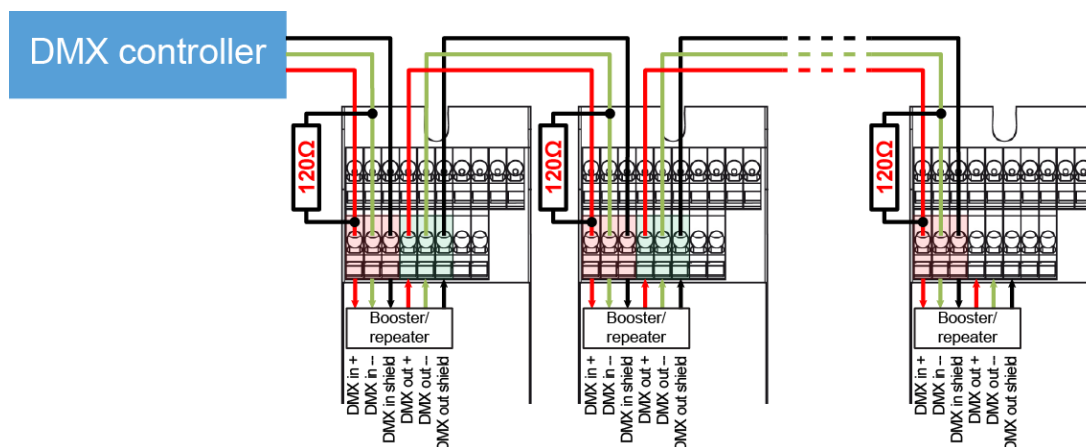 DMX controller
120Ω
120Ω
120Ω
Booster/
repeater
Booster/
repeater
Booster/
repeater
DMX in +
DMX in --
DMX in shield
DMX out +
DMX out --
DMX out shield
DMX in +
DMX in --
DMX in shield
DMX out +
DMX out --
DMX out shield
DMX in +
DMX in --
DMX in shield
DMX out +
DMX out --
DMX out shield